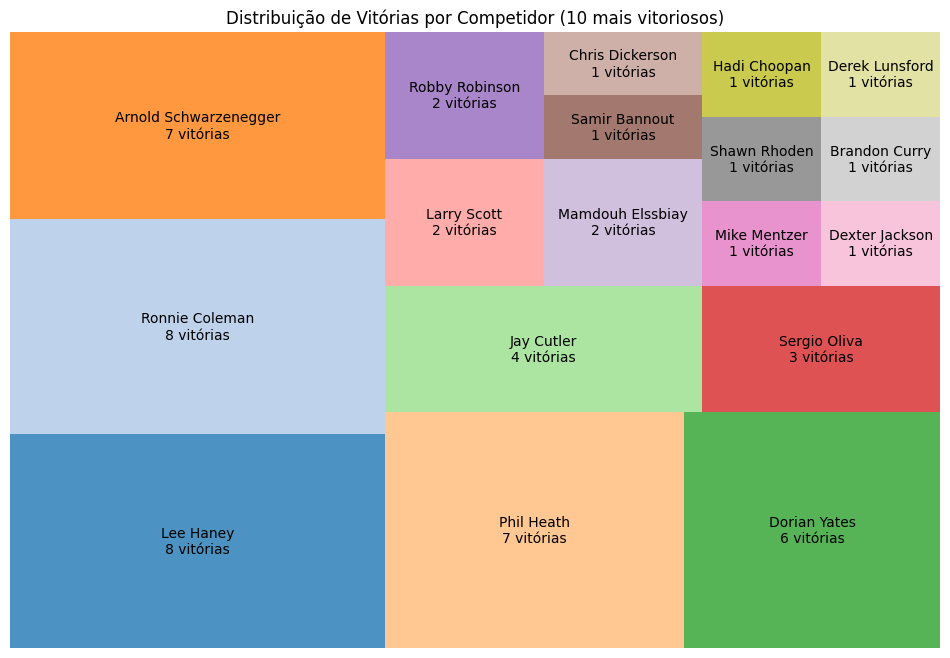 Distribuição de Vitórias por Competidor (10 mais vitoriosos)
Arnold Schwarzenegger
7 vitórias
Ronnie Coleman
8 vitórias
Lee Haney
8 vitórias
Robby Robinson
2 vitórias
Chris Dickerson
1 vitórias
Samir Bannout
1 vitórias
Hadi Choopan
1 vitórias
Derek Lunsford
1 vitórias
Shawn Rhoden
1 vitórias
Brandon Curry
1 vitórias
Larry Scott
2 vitórias
Mamdouh Elssbiay
2 vitórias
Mike Mentzer
1 vitórias
Dexter Jackson
1 vitórias
Jay Cutler
4 vitórias
Sergio Oliva
3 vitórias
Phil Heath
7 vitórias
Dorian Yates
6 vitórias